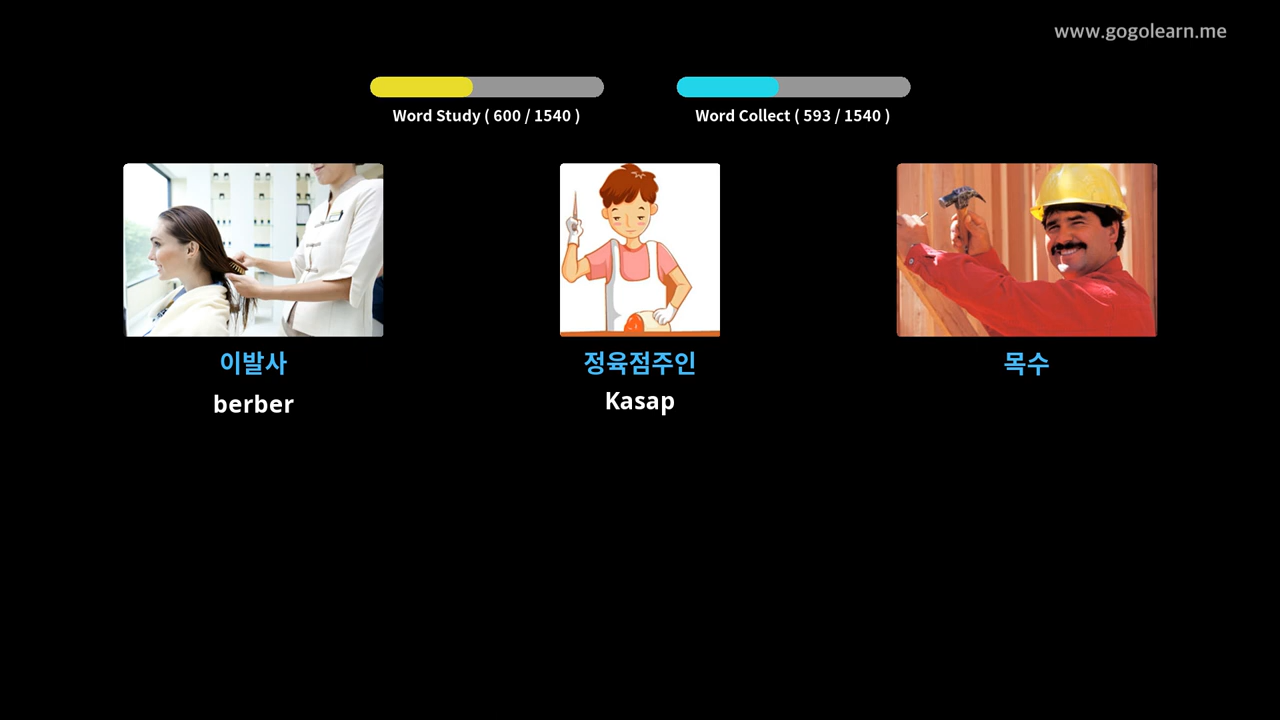 www.gogolearn.me
Word Study ( 600 / 1540 )
Word Collect ( 593 / 1540 )
이발사
정육점주인
목수
berber
Kasap